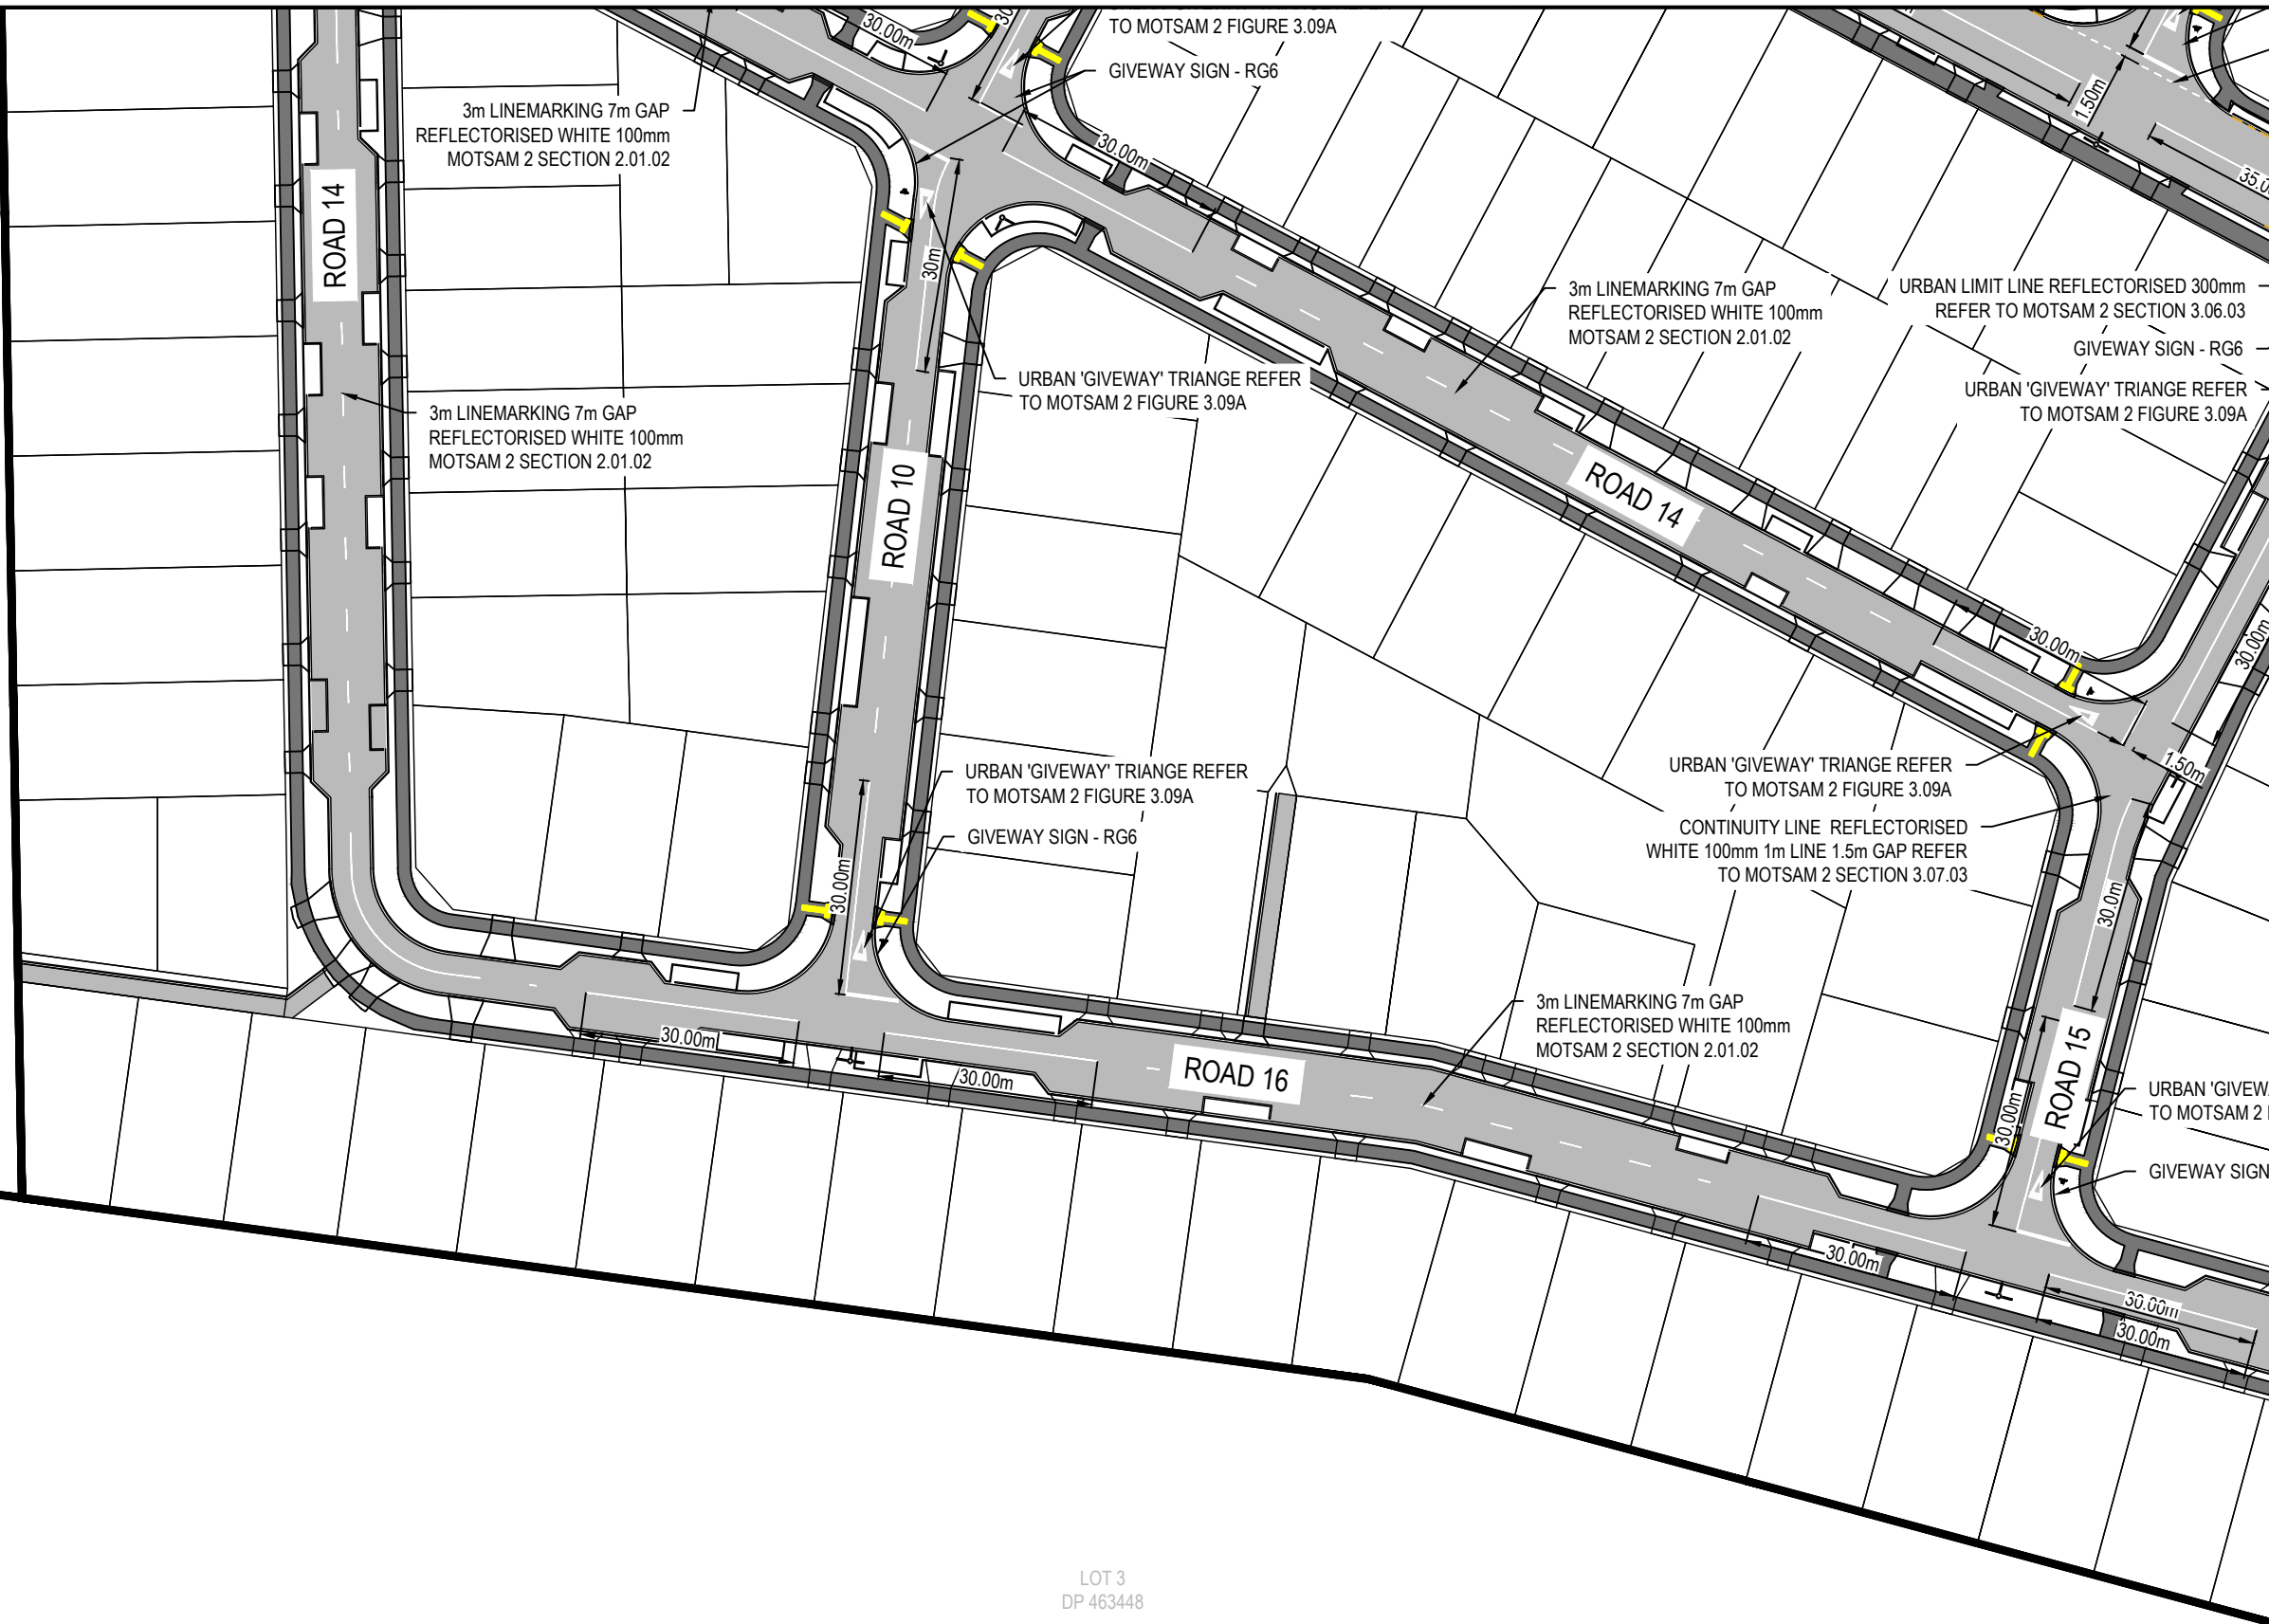 30.00m
TO MOTSAM 2 FIGURE 3.09A
GIVEWAY SIGN - RG6
3m LINEMARKING 7m GAP
REFLECTORISED WHITE 100mm
MOTSAM 2 SECTION 2.01.02
30.00m
1.50m
ROAD 14
30m
3m LINEMARKING 7m GAP
REFLECTORISED WHITE 100mm
MOTSAM 2 SECTION 2.01.02
URBAN LIMIT LINE REFLECTORISED 300mm
REFER TO MOTSAM 2 SECTION 3.06.03
GIVEWAY SIGN - RG6
URBAN 'GIVEWAY' TRIANGE REFER
TO MOTSAM 2 FIGURE 3.09A
URBAN 'GIVEWAY' TRIANGE REFER
TO MOTSAM 2 FIGURE 3.09A
3m LINEMARKING 7m GAP
REFLECTORISED WHITE 100mm
MOTSAM 2 SECTION 2.01.02
ROAD 10
ROAD 14
30.00m
30.00m
URBAN 'GIVEWAY' TRIANGE REFER
TO MOTSAM 2 FIGURE 3.09A
GIVEWAY SIGN - RG6
30.00m
URBAN 'GIVEWAY' TRIANGE REFER
TO MOTSAM 2 FIGURE 3.09A
1.50m
CONTINUITY LINE REFLECTORISED
WHITE 100mm 1m LINE 1.5m GAP REFER
TO MOTSAM 2 SECTION 3.07.03
30.0m
3m LINEMARKING 7m GAP
REFLECTORISED WHITE 100mm
MOTSAM 2 SECTION 2.01.02
30.00m
30.00m
ROAD 16
ROAD 15
30.00m
TO MOTSAM 2
GIVEWAY SIGN
30.00m
30.00m
30.00m
LOT 3
DP 463448